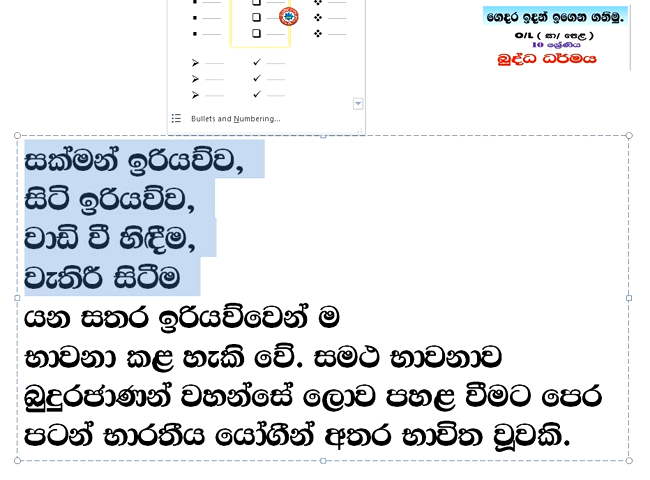 ගෙදර ඉදන් ඉගෙන ගනිමු.
O/L ( සා/ පෙළ )
10 ශ්‍රේණිය
බුද්ධ ධර්මය
Bullets and Numbering...
සක්මන් ඉරියව්ව,
සිටි ඉරියව්ව,
වාඩි වී හිඳීම,
වැතිරී සිටීම
යන සතර ඉරියව්වෙන් ම
භාවනා කළ හැකි වේ. සමථ භාවනාව
බුදුරජාණන් වහන්සේ ලොව පහළ වීමට පෙර
පටන් භාරතීය යෝගීන් අතර භාවිත වූවකි.